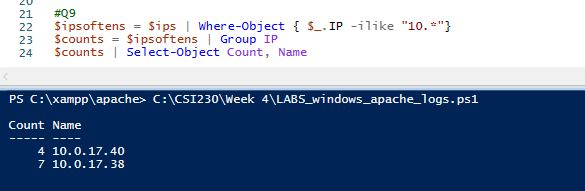 20
21 #Q9
22 $ipsoftens = $ips | Where-Object { $_.IP -ilike "10.*"}
23 $counts = $ipsoftens | Group IP
24 $counts | Select-Object Count, Name
PS C:\xampp\apache> C:\CSI230\Week 4\LABS_windows_apache_logs.ps1
Count Name
----- ----
4 10.0.17.40
7 10.0.17.38